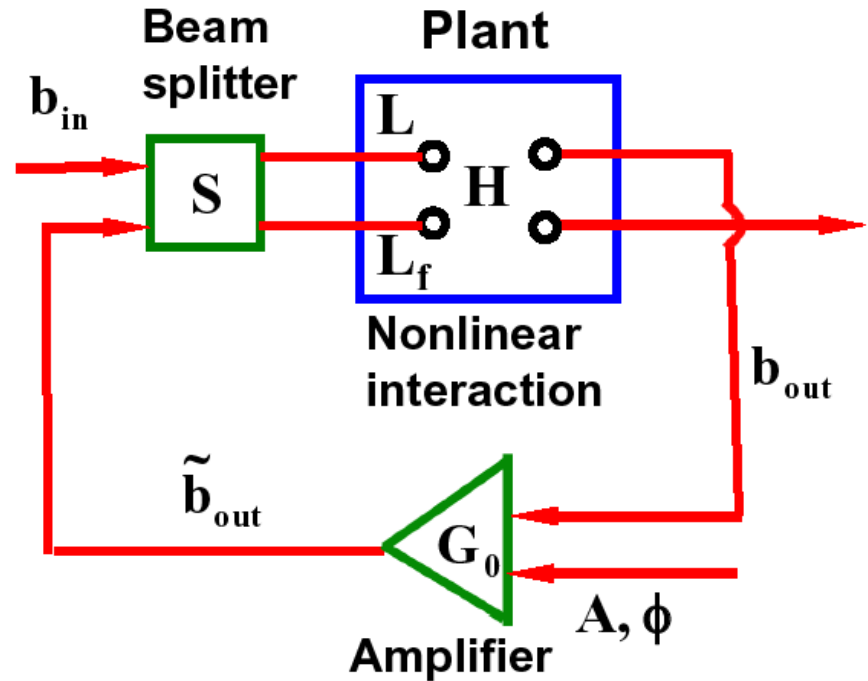 Beam
splitter
Plant
b_in
S
L
H
L_f
Nonlinear
interaction
b_out
b̃_out
G_0
A, ϕ
Amplifier